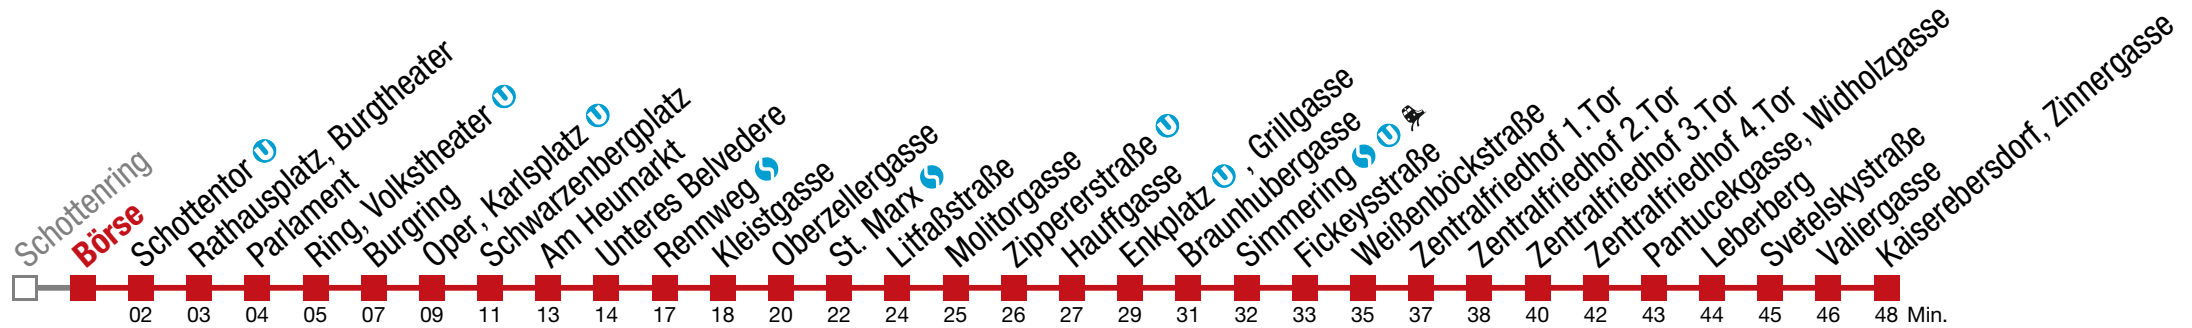 Schottenring
Börse
Schottentor U
Rathausplatz, Burgtheater
Parlament
Ring, Volkstheater U
Burgring
Oper, Karlsplatz U
Schwarzenbergplatz
Am Heumarkt
Unteres Belvedere
Rennweg S
Kleistgasse
Oberzellergasse
St. Marx S
Litfaßstraße
Molitorgasse
Zippererstraße U
Hauffgasse
Enkplatz U , Grillgasse
Braunhubergasse
Simmering S U
Fickeysstraße
Weißenböckstraße
Zentralfriedhof 1.Tor
Zentralfriedhof 2.Tor
Zentralfriedhof 3.Tor
Zentralfriedhof 4.Tor
Pantucekgasse, Widholzgasse
Leberberg
Svetelskystraße
Valiergasse
Kaiserebersdorf, Zinnergasse
02 03 04 05 07 09 11 13 14 17 18 20 22 24 25 26 27 29 31 32 33 35 37 38 40 42 43 44 45 46 48 Min.